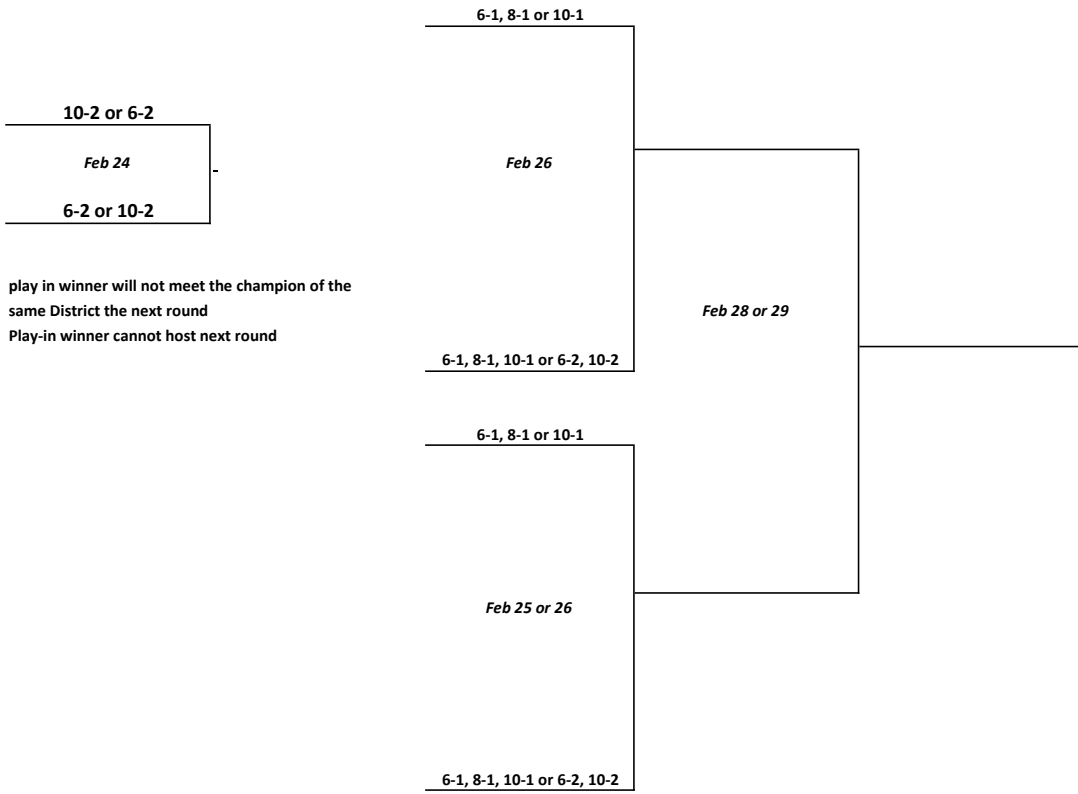 6-1, 8-1 or 10-1
10-2 or 6-2
Feb 24
Feb 26
-
6-2 or 10-2
play in winner will not meet the champion of the
same District the next round
Play-in winner cannot host next round
Feb 28 or 29
6-1, 8-1, 10-1 or 6-2, 10-2
6-1, 8-1 or 10-1
Feb 25 or 26
6-1, 8-1, 10-1 or 6-2, 10-2